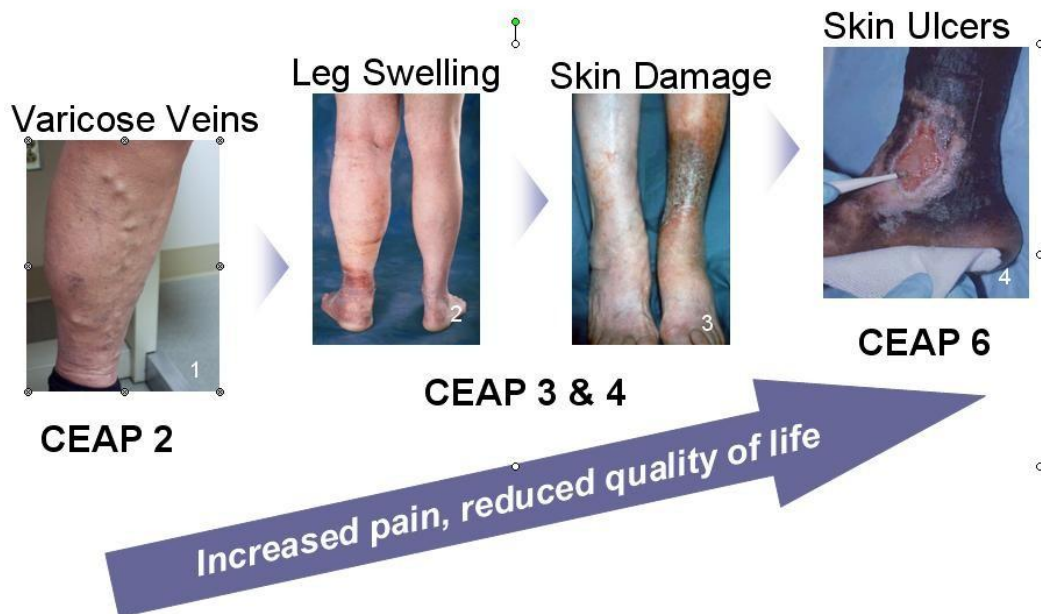 Varicose Veins
Leg Swelling
Skin Damage
Skin Ulcers
1
2
3
4
CEAP 2
CEAP 3 & 4
CEAP 6
Increased pain, reduced quality of life